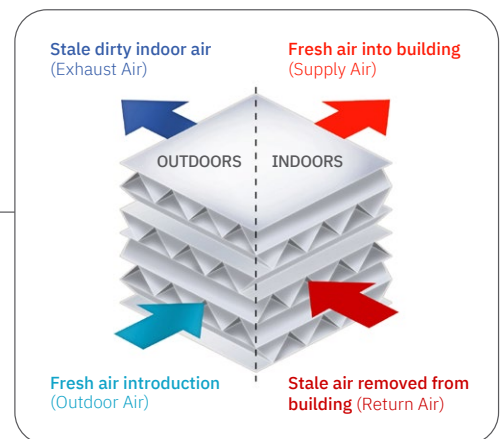 Stale dirty indoor air
(Exhaust Air)
Fresh air into building
(Supply Air)
OUTDOORS
INDOORS
Fresh air introduction
(Outdoor Air)
Stale air removed from
building (Return Air)